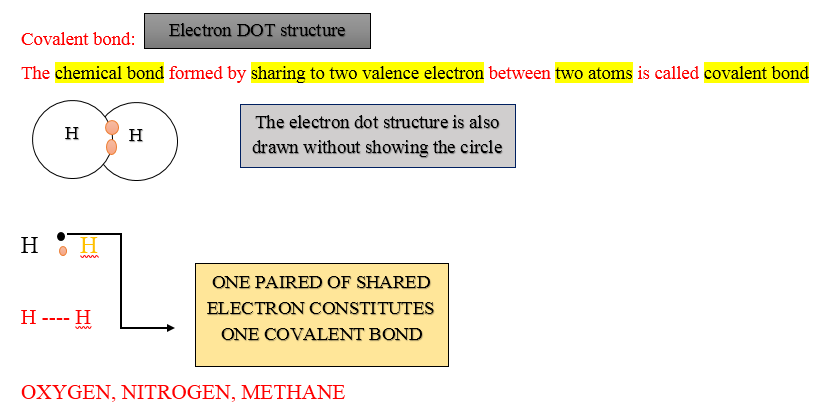 Covalent bond:
Electron DOT structure
The chemical bond formed by sharing to two valence electron between two atoms is called covalent bond
H H
The electron dot structure is also
drawn without showing the circle
H H
ONE PAIRED OF SHARED
ELECTRON CONSTITUTES
ONE COVALENT BOND
H ---- H
OXYGEN, NITROGEN, METHANE